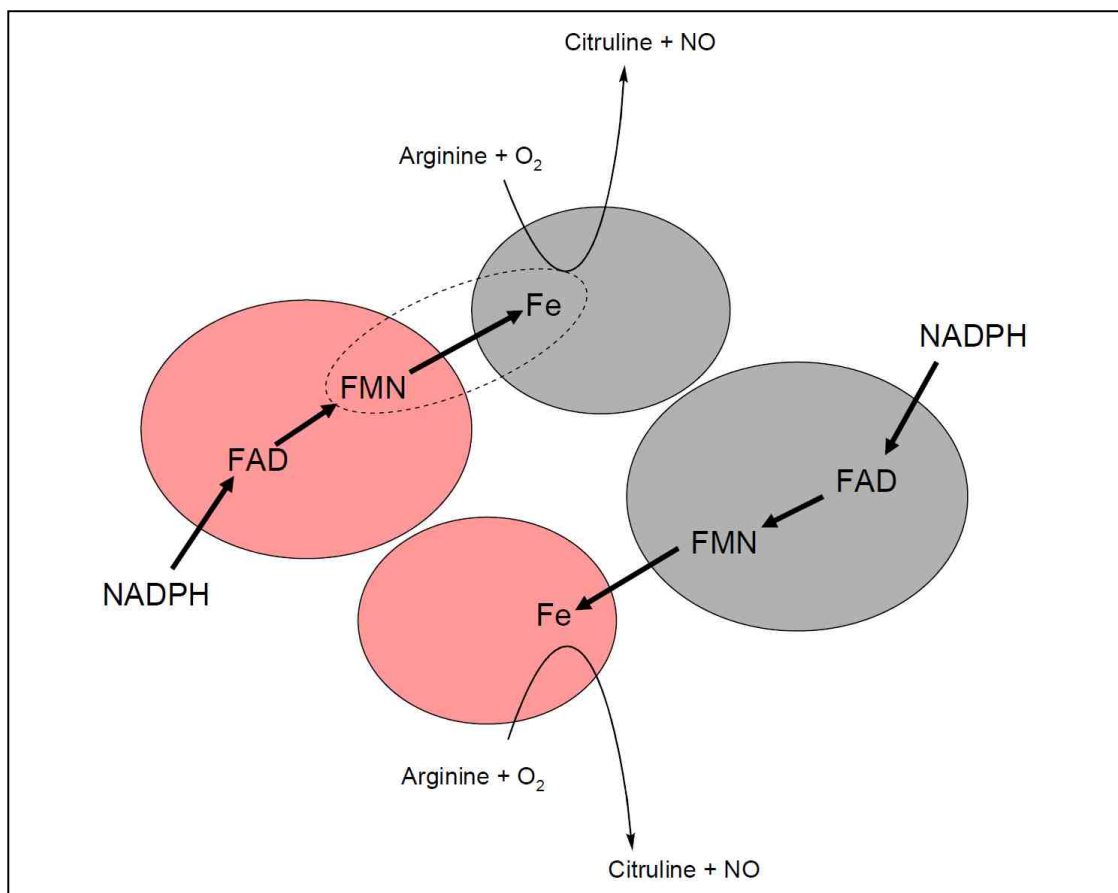 Citruline + NO
Arginine + O₂
Fe
NADPH
FMN
FAD
FAD
FMN
NADPH
Fe
Arginine + O₂
Citruline + NO